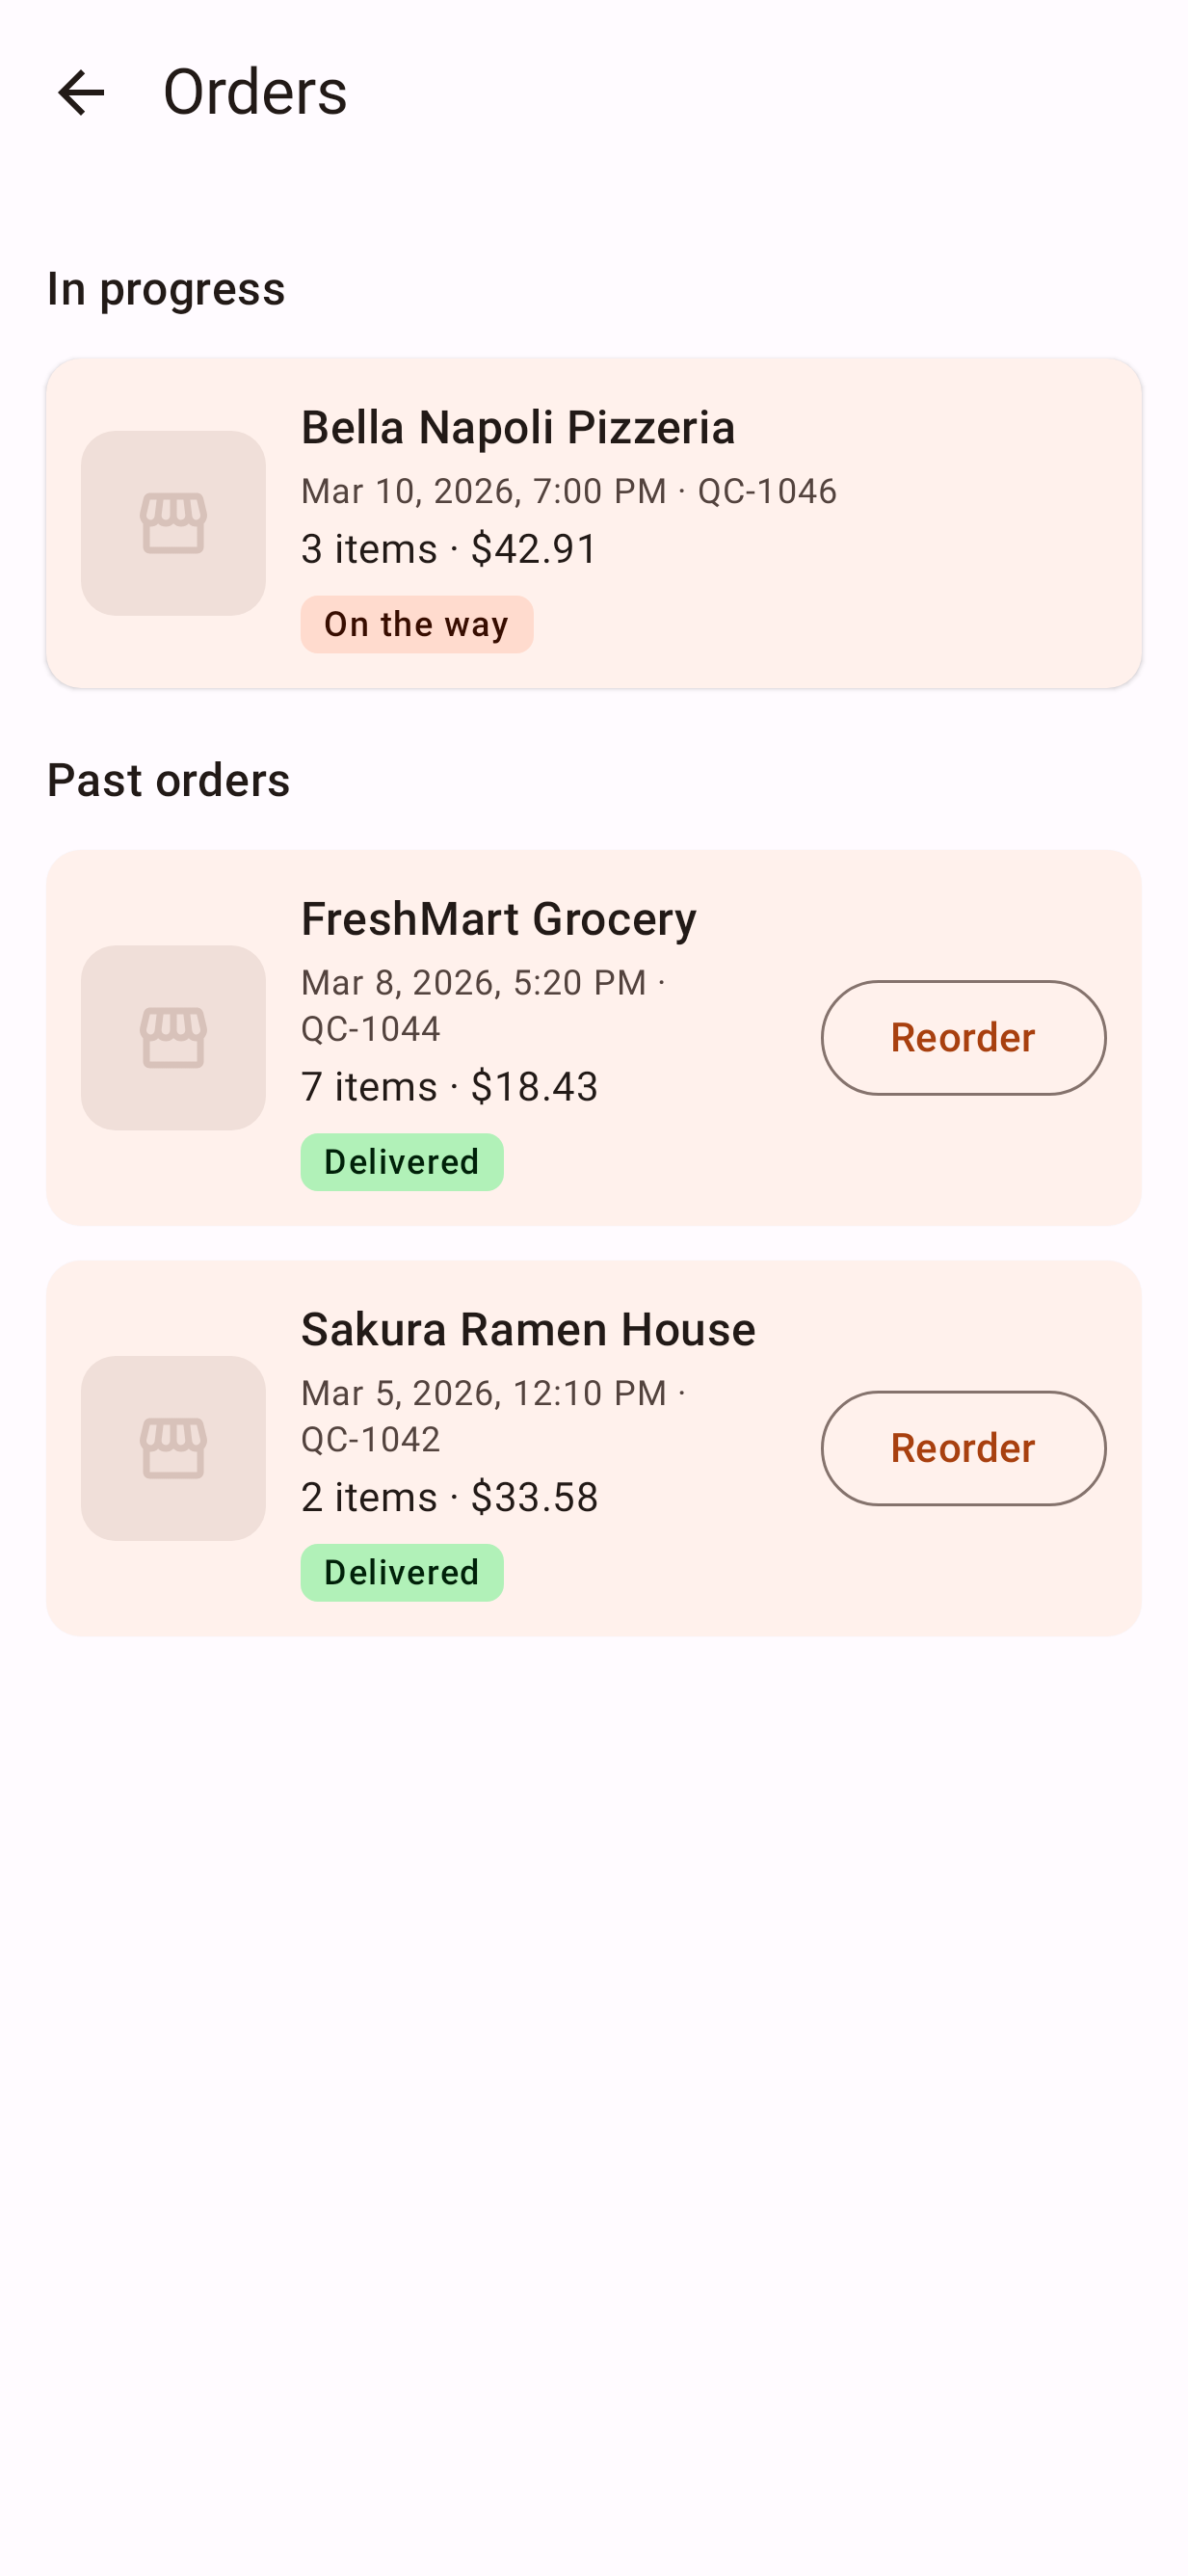 Orders
In progress
Bella Napoli Pizzeria
Mar 10, 2026, 7:00 PM · QC-1046
3 items · $42.91
On the way
Past orders
FreshMart Grocery
Mar 8, 2026, 5:20 PM ·
QC-1044
7 items · $18.43
Delivered
Reorder
Sakura Ramen House
Mar 5, 2026, 12:10 PM ·
QC-1042
2 items · $33.58
Delivered
Reorder